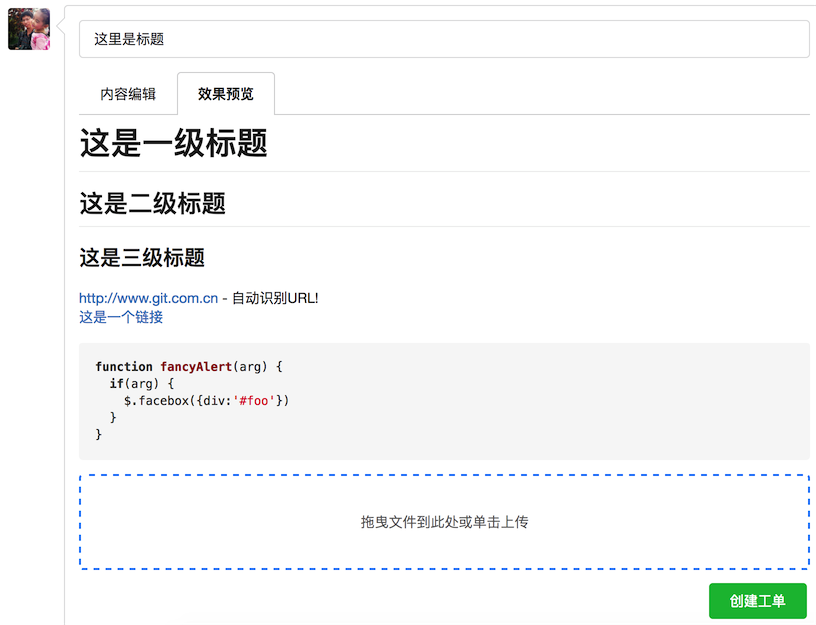 这里是标题
内容编辑 效果预览
这是一级标题
这是二级标题
这是三级标题
http://www.git.com.cn - 自动识别URL!
这是一个链接
function fancyAlert(arg) {
  if(arg) {
    $.facebox({div:'#foo'})
  }
}
拖曳文件到此处或单击上传
创建工单